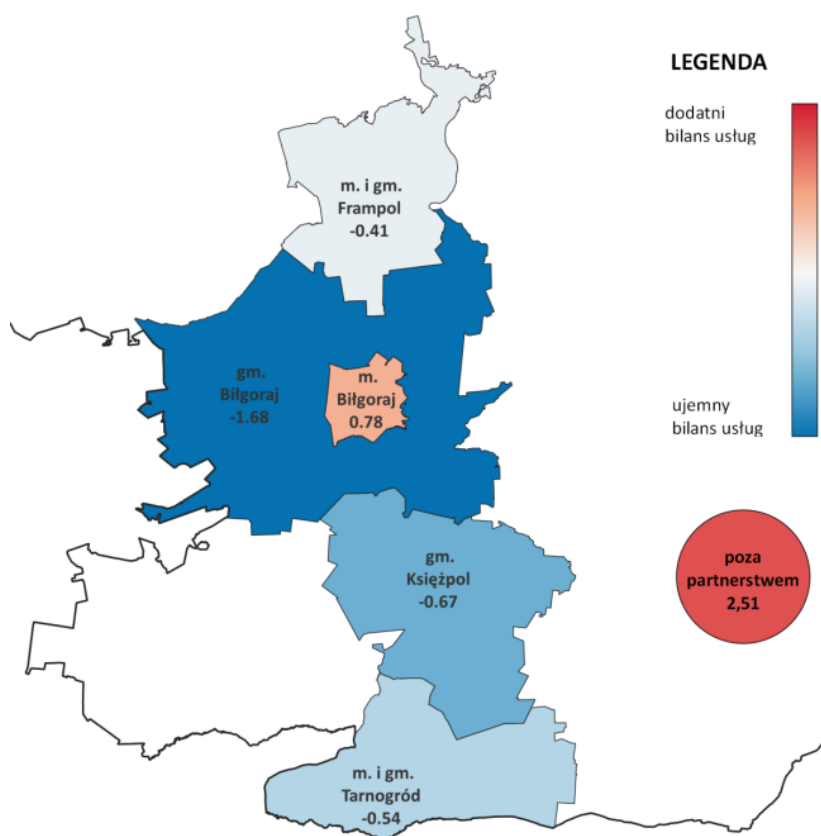 LEGENDA
dodatni
bilans usług
m. i gm.
Frampol
-0.41
gm.
Biłgoraj
-1.68
m.
Biłgoraj
0.78
ujemny
bilans usług
gm.
Księżpol
-0.67
poza
partnerstwem
2,51
m. i gm.
Tarnogród
-0.54